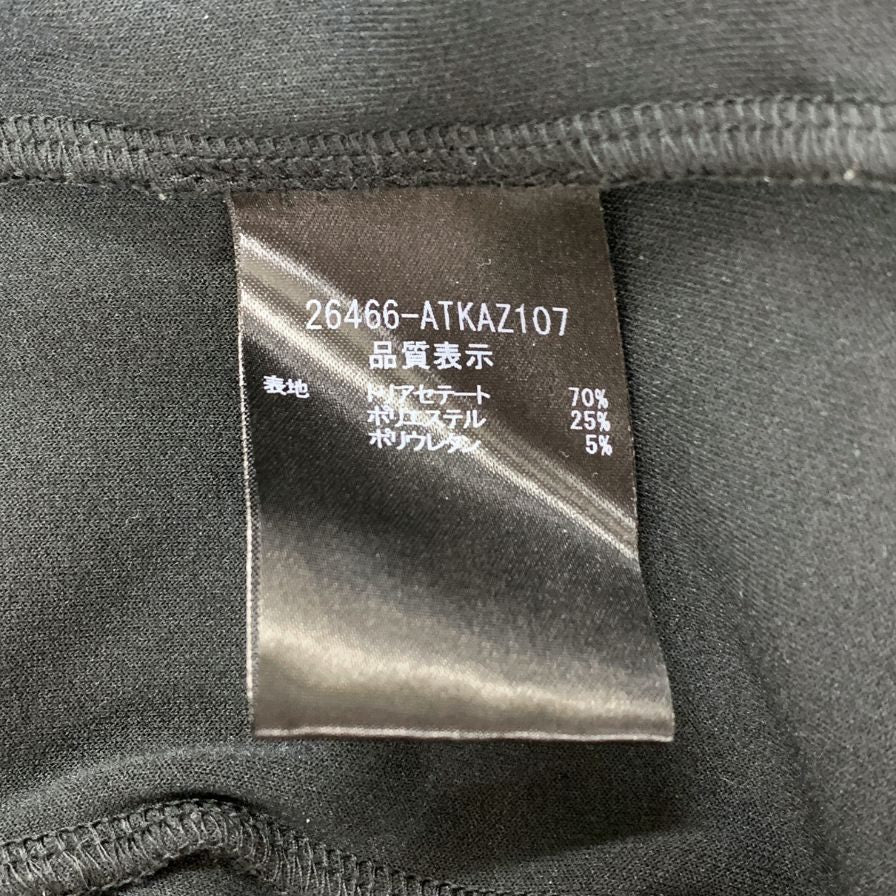 26466-ATKAZ107
品質表示
表地 トリアセテート 70%
ポリエステル 25%
ポリウレタン 5%